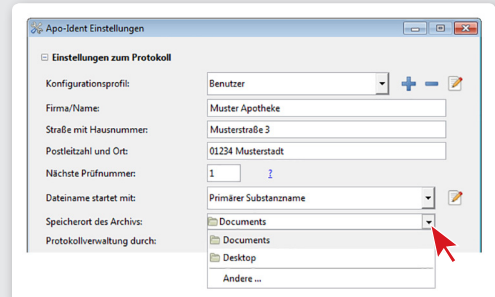 Apo-Ident Einstellungen
Einstellungen zum Protokoll
Konfigurationsprofil: Benutzer
Firma/Name: Muster Apotheke
Straße mit Hausnummer: Musterstraße 3
Postleitzahl und Ort: 01234 Musterstadt
Nächste Prüfnummer: 1 ?
Dateiname startet mit: Primärer Substanzname
Speicherort des Archivs: Documents
Protokollverwaltung durch: Documents
Desktop
Andere ...